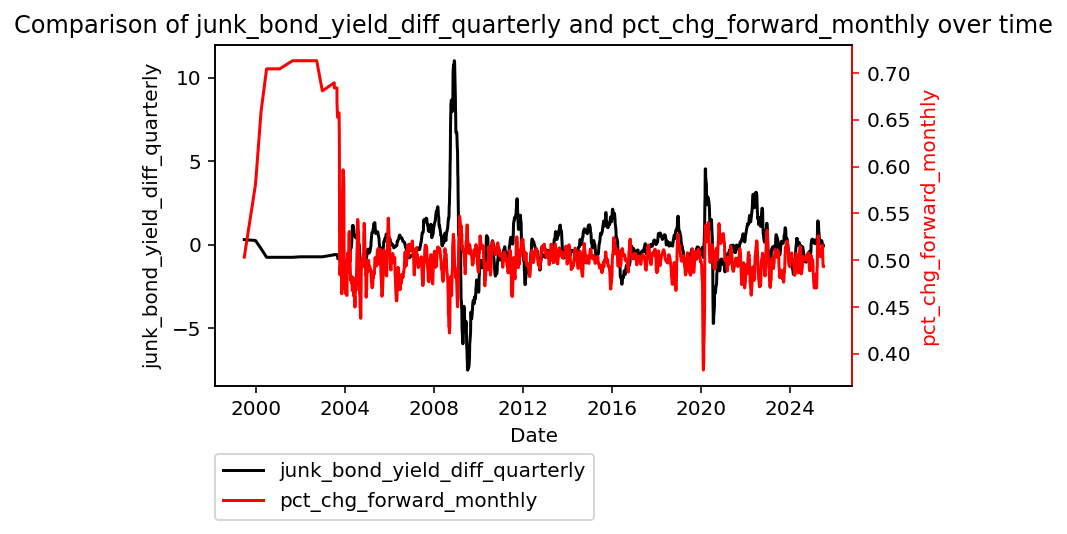 Comparison of junk_bond_yield_diff_quarterly and pct_chg_forward_monthly over time
junk_bond_yield_diff_quarterly
10
5
0
−5
0.70
0.65
0.60
0.55
0.50
0.45
0.40
pct_chg_forward_monthly
2000 2004 2008 2012 2016 2020 2024
Date
junk_bond_yield_diff_quarterly
pct_chg_forward_monthly